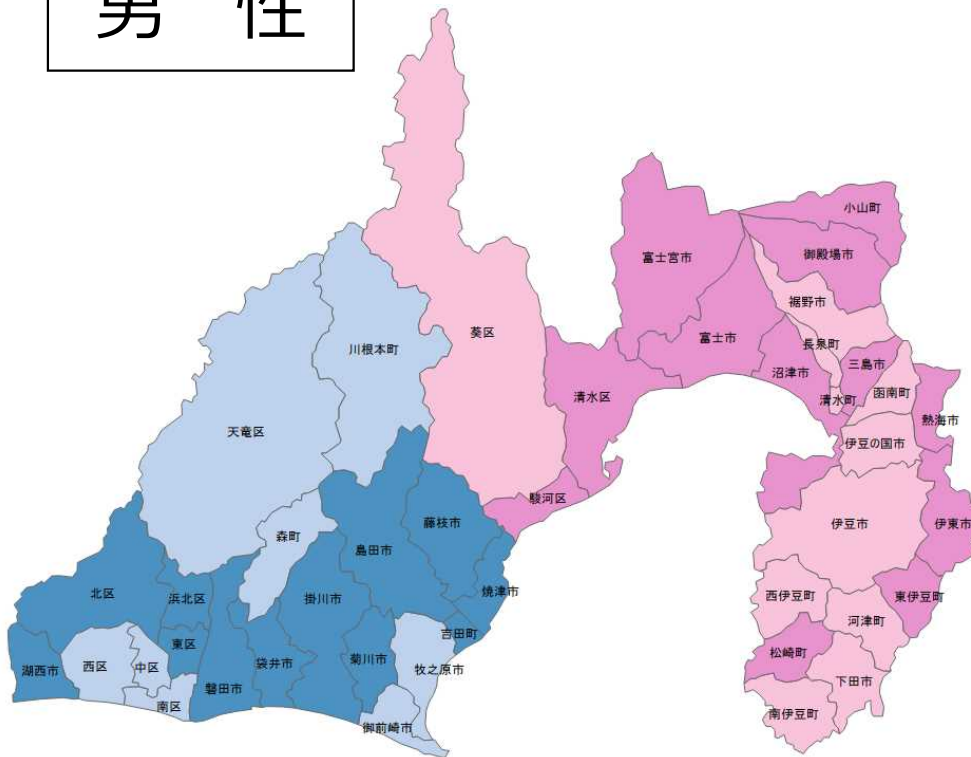 男 性
小山町
御殿場市
富士宮市
裾野市
葵区
富士市
長泉町
川根本町
三島市
沼津市
函南町
清水区
清水町
熱海市
天竜区
伊豆の国市
駿河区
藤枝市
伊豆市
伊東市
森町
島田市
焼津市
北区
浜北区
掛川市
西伊豆町
東伊豆町
河津町
吉田町
東区
松崎町
湖西市
西区
中区
袋井市
菊川市
牧之原市
下田市
磐田市
南区
南伊豆町
御前崎市